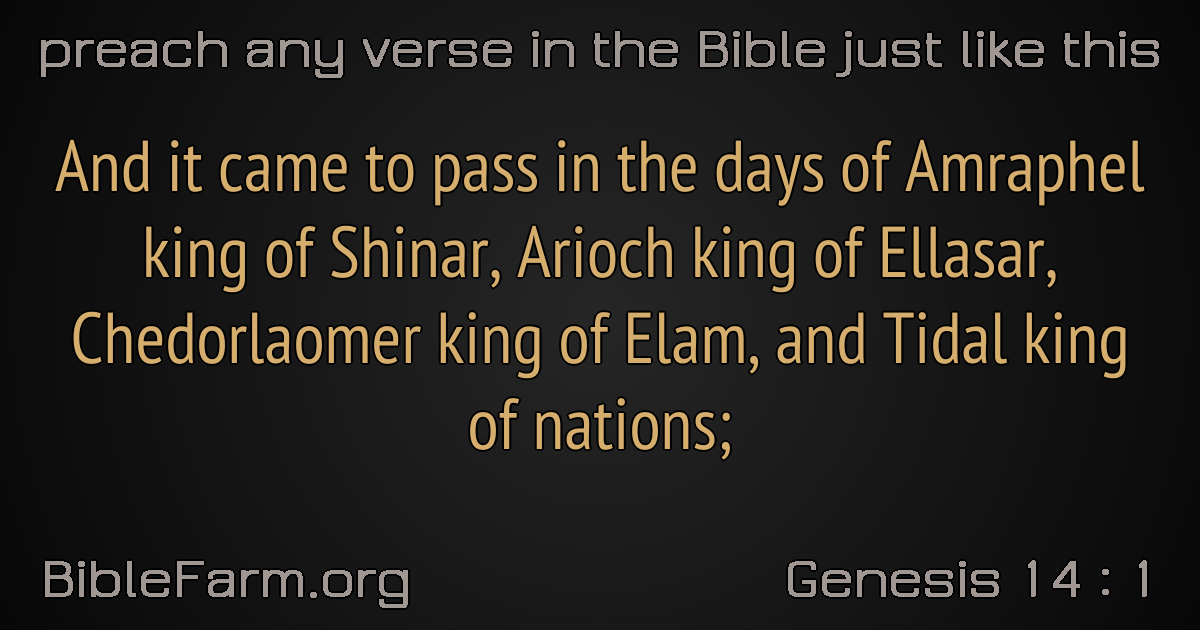 preach any verse in the Bible just like this
And it came to pass in the days of Amraphel
king of Shinar, Arioch king of Ellasar,
Chedorlaomer king of Elam, and Tidal king
of nations;
BibleFarm.org
Genesis 14 : 1